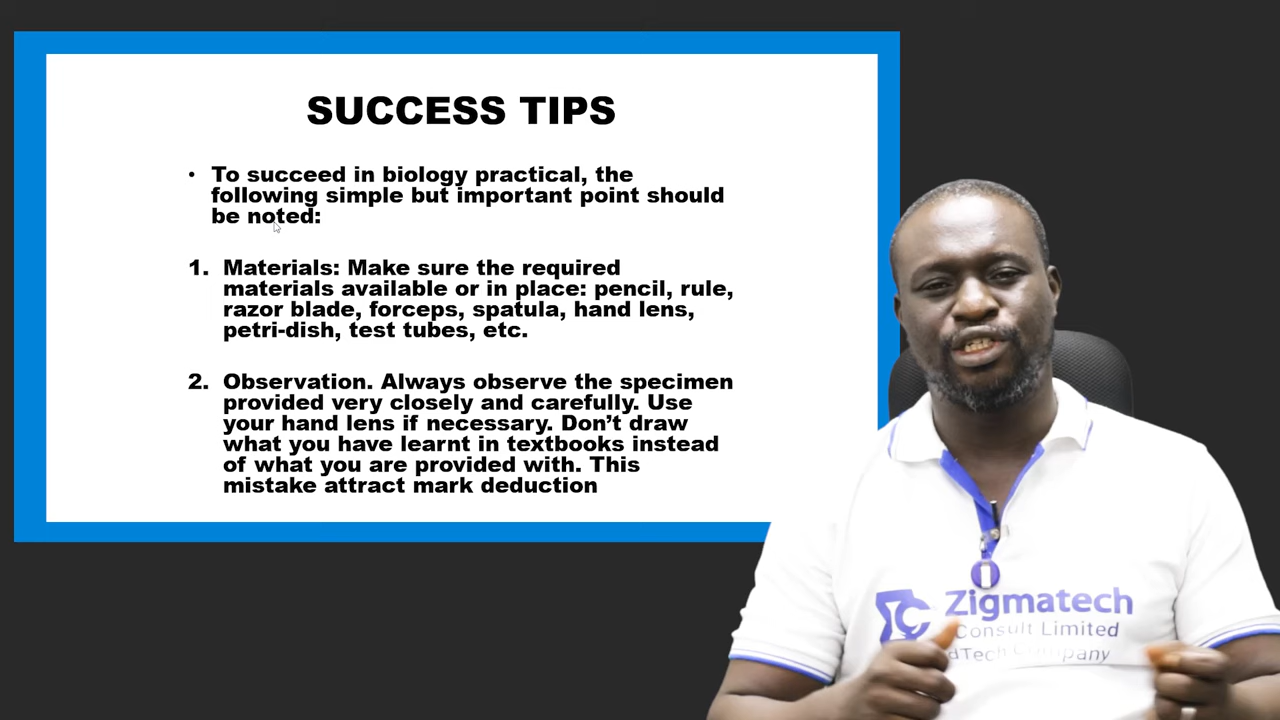 SUCCESS TIPS
• To succeed in biology practical, the
following simple but important point should
be noted:
1. Materials: Make sure the required
materials available or in place: pencil, rule,
razor blade, forceps, spatula, hand lens,
petri-dish, test tubes, etc.
2. Observation. Always observe the specimen
provided very closely and carefully. Use
your hand lens if necessary. Don’t draw
what you have learnt in textbooks instead
of what you are provided with. This
mistake attract mark deduction
Zigmatech
Consult Limited
Company